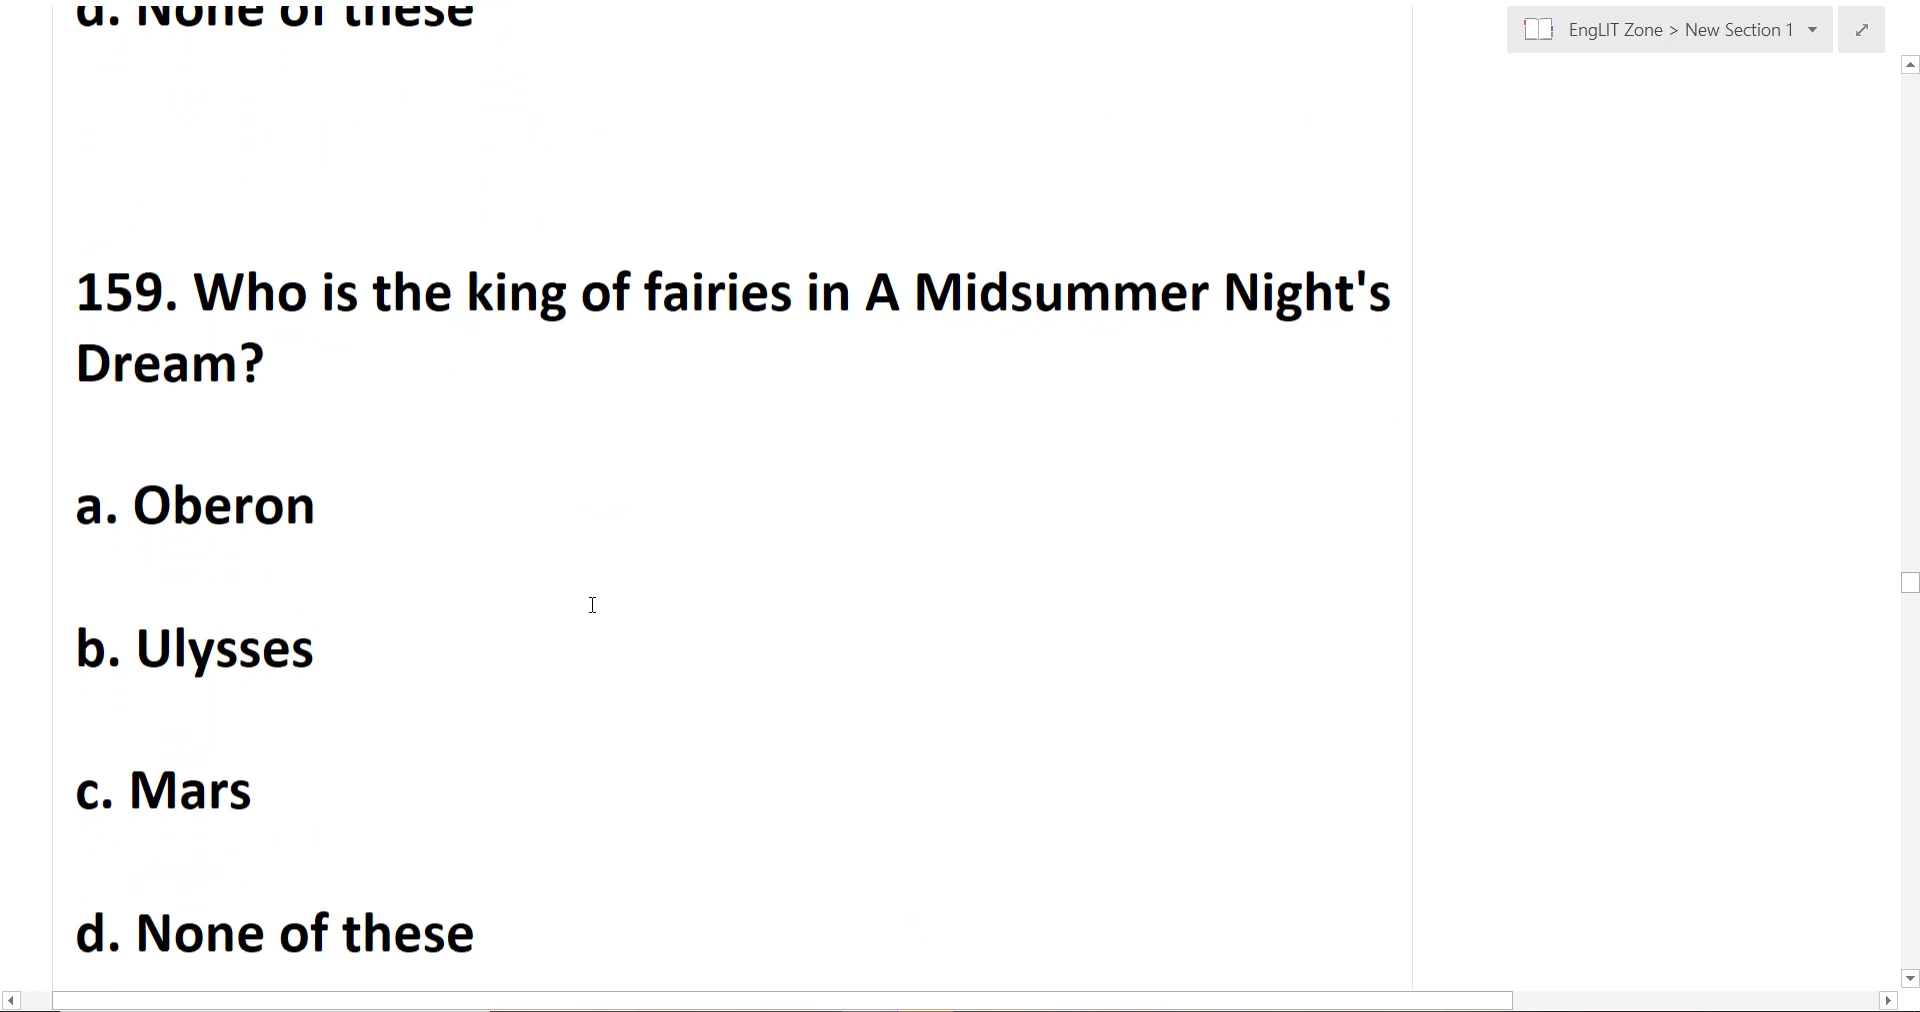 d. None of these
EngLIT Zone > New Section 1
159. Who is the king of fairies in A Midsummer Night's
Dream?
a. Oberon
b. Ulysses
c. Mars
d. None of these